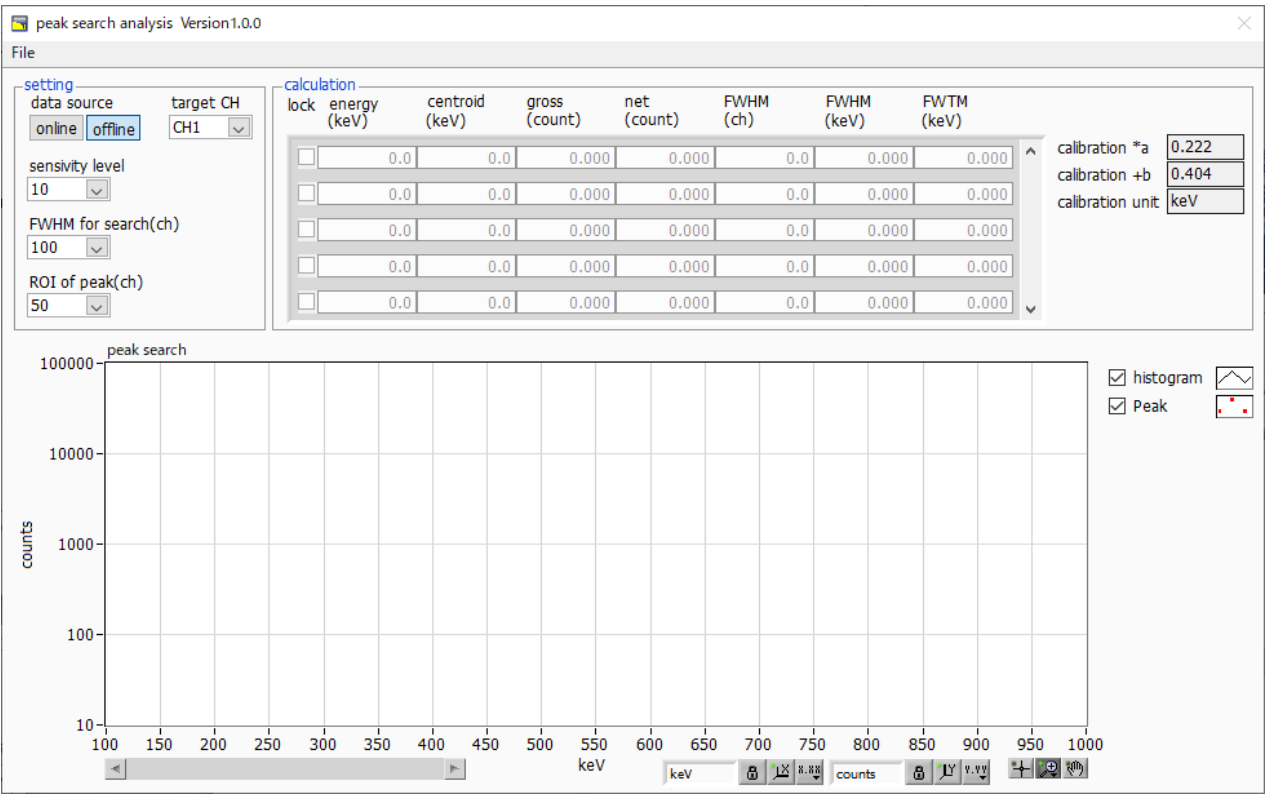 peak search analysis Version1.0.0
File
setting
data source target CH
online offline CH1
sensivity level
10
FWHM for search(ch)
100
ROI of peak(ch)
50
calculation
lock energy (keV) centroid (keV) gross (count) net (count) FWHM (ch) FWHM (keV) FWTM (keV)
0.0 0.0 0.000 0.000 0.0 0.000 0.000
0.0 0.0 0.000 0.000 0.0 0.000 0.000
0.0 0.0 0.000 0.000 0.0 0.000 0.000
0.0 0.0 0.000 0.000 0.0 0.000 0.000
0.0 0.0 0.000 0.000 0.0 0.000 0.000
calibration *a 0.222
calibration +b 0.404
calibration unit keV
peak search
100000
10000
1000
100
10
counts
100 150 200 250 300 350 400 450 500 550 600 650 700 750 800 850 900 950 1000
keV
histogram
Peak
keV X X.XX counts Y Y.YY